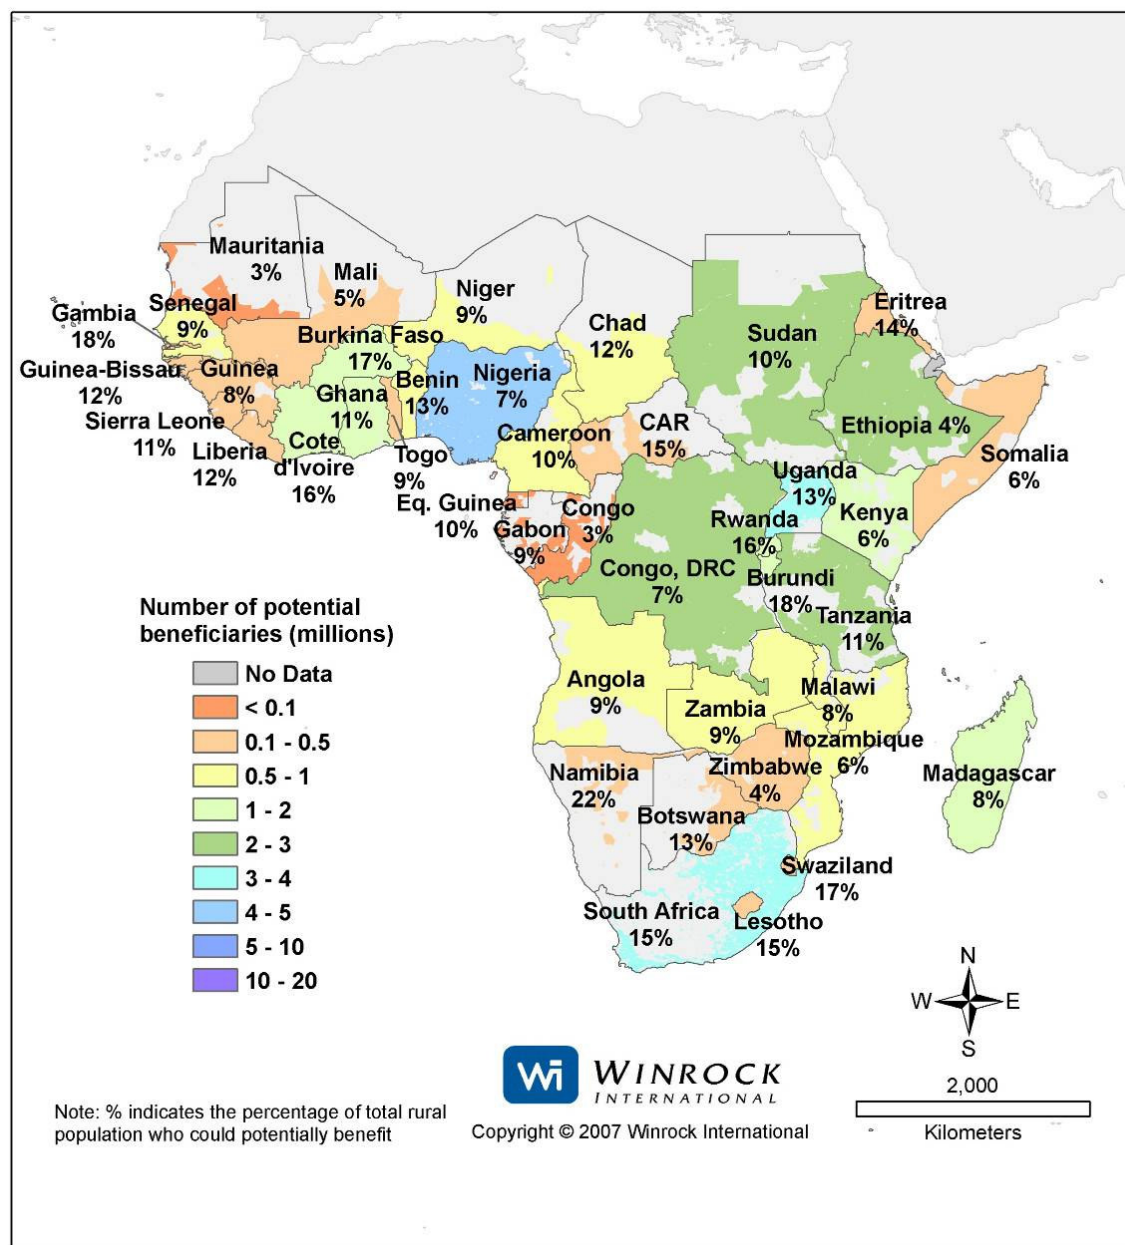 Mauritania
3%
Mali
5%
Niger
9%
Chad
12%
Sudan
10%
Eritrea
14%
Gambia
18%
Senegal
9%
Burkina Faso
17%
Guinea-Bissau
12%
Guinea
8%
Ghana
11%
Benin
13%
Nigeria
7%
CAR
15%
Ethiopia 4%
Sierra Leone
11%
Liberia
12%
Cote
d'Ivoire
16%
Togo
9%
Cameroon
10%
Somalia
6%
Eq. Guinea
10%
Gabon
9%
Congo
3%
Uganda
13%
Kenya
6%
Rwanda
16%
Congo, DRC
7%
Burundi
18%
Tanzania
11%
Angola
9%
Zambia
9%
Malawi
8%
Mozambique
6%
Namibia
22%
Zimbabwe
4%
Botswana
13%
Madagascar
8%
Swaziland
17%
South Africa
15%
Lesotho
15%
Number of potential
beneficiaries (millions)
No Data
< 0.1
0.1 - 0.5
0.5 - 1
1 - 2
2 - 3
3 - 4
4 - 5
5 - 10
10 - 20
N
W E
S
Wi WINROCK
INTERNATIONAL
Copyright © 2007 Winrock International
2,000
Kilometers
Note: % indicates the percentage of total rural
population who could potentially benefit